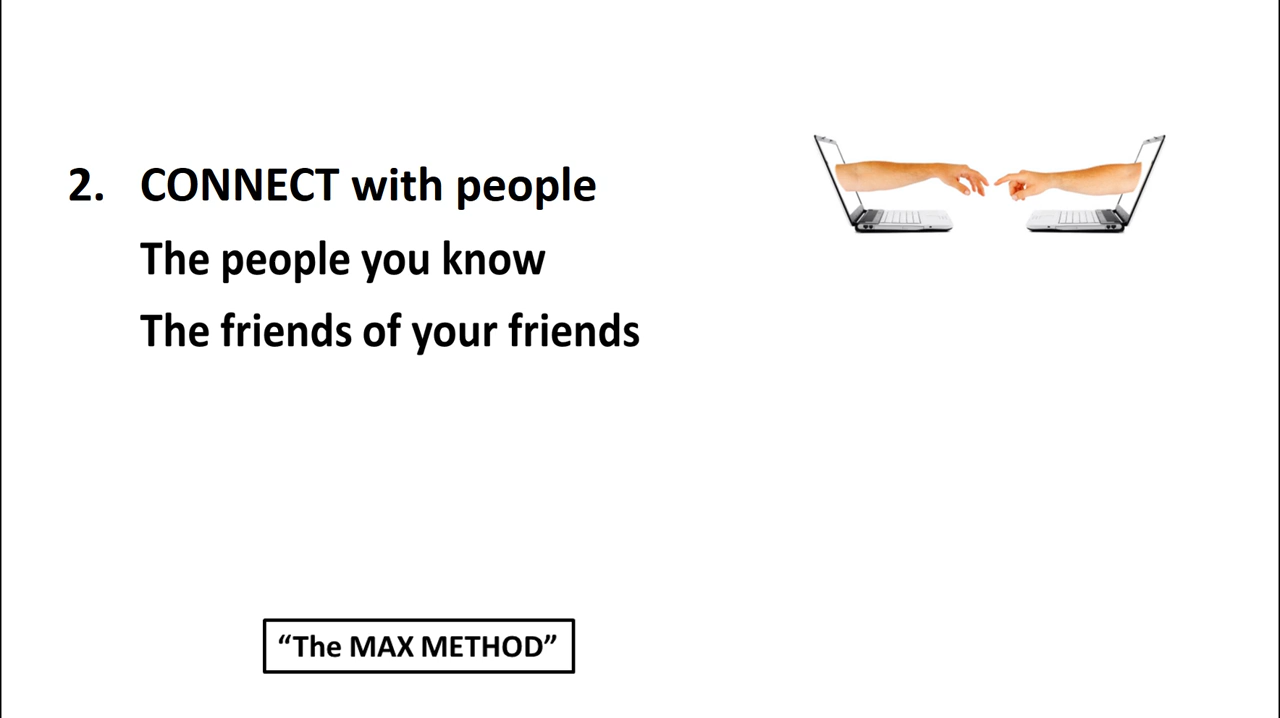 2. CONNECT with people
The people you know
The friends of your friends
“The MAX METHOD”